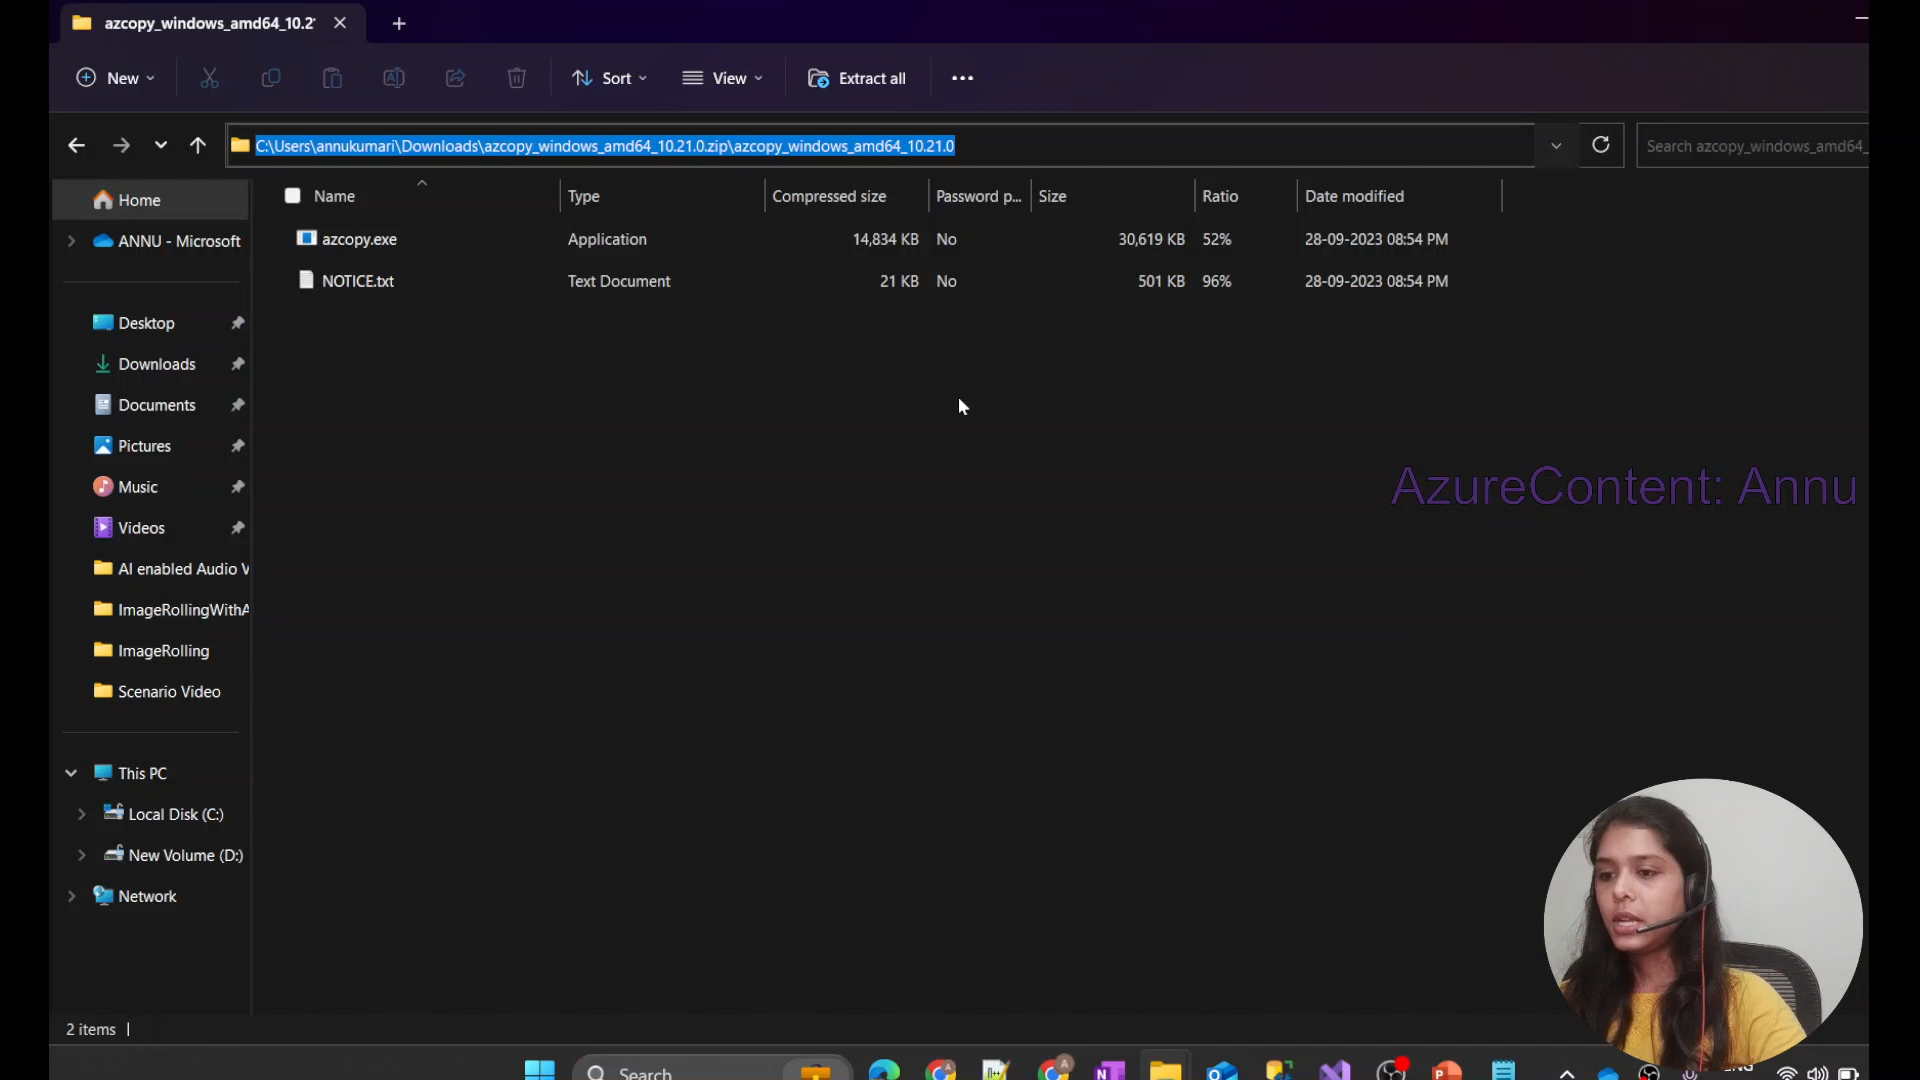 azcopy_windows_amd64_10.2
New
Sort
View
Extract all
C:\Users\annukumari\Downloads\azcopy_windows_amd64_10.21.0.zip\azcopy_windows_amd64_10.21.0
Search azcopy_windows_amd64_
Name Type Compressed size Password p... Size Ratio Date modified
azcopy.exe Application 14,834 KB No 30,619 KB 52% 28-09-2023 08:54 PM
NOTICE.txt Text Document 21 KB No 501 KB 96% 28-09-2023 08:54 PM
Home
ANNU - Microsoft
Desktop
Downloads
Documents
Pictures
Music
Videos
AI enabled Audio V
ImageRollingWithA
ImageRolling
Scenario Video
This PC
Local Disk (C:)
New Volume (D:)
Network
AzureContent: Annu
2 items
Search